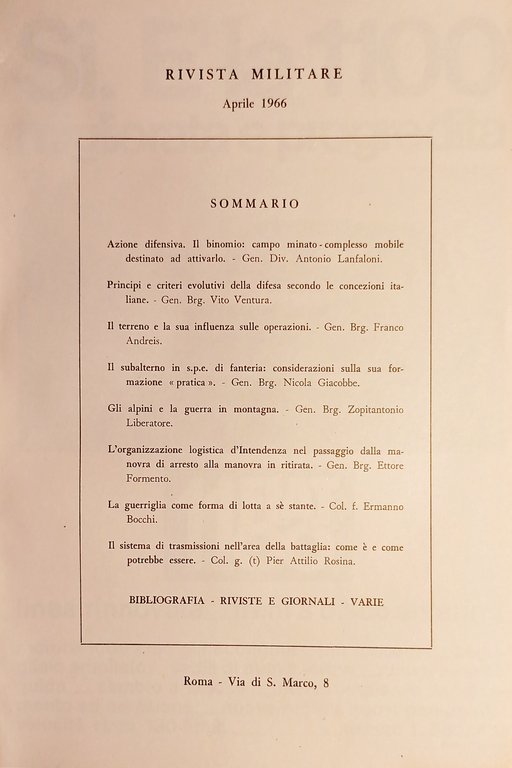 RIVISTA MILITARE
Aprile 1966
SOMMARIO
Azione difensiva. Il binomio: campo minato - complesso mobile
destinato ad attivarlo. - Gen. Div. Antonio Lanfaloni.
Principi e criteri evolutivi della difesa secondo le concezioni ita-
liane. - Gen. Brg. Vito Ventura.
Il terreno e la sua influenza sulle operazioni. - Gen. Brg. Franco
Andreis.
Il subalterno in s.p.e. di fanteria: considerazioni sulla sua for-
mazione « pratica ». - Gen. Brg. Nicola Giacobbe.
Gli alpini e la guerra in montagna. - Gen. Brg. Zopitantonio
Liberatore.
L'organizzazione logistica d'Intendenza nel passaggio dalla ma-
novra di arresto alla manovra in ritirata. - Gen. Brg. Ettore
Formento.
La guerriglia come forma di lotta a sè stante. - Col. f. Ermanno
Bocchi.
Il sistema di trasmissioni nell'area della battaglia: come è e come
potrebbe essere. - Col. g. (t) Pier Attilio Rosina.
BIBLIOGRAFIA - RIVISTE E GIORNALI - VARIE
Roma - Via di S. Marco, 8